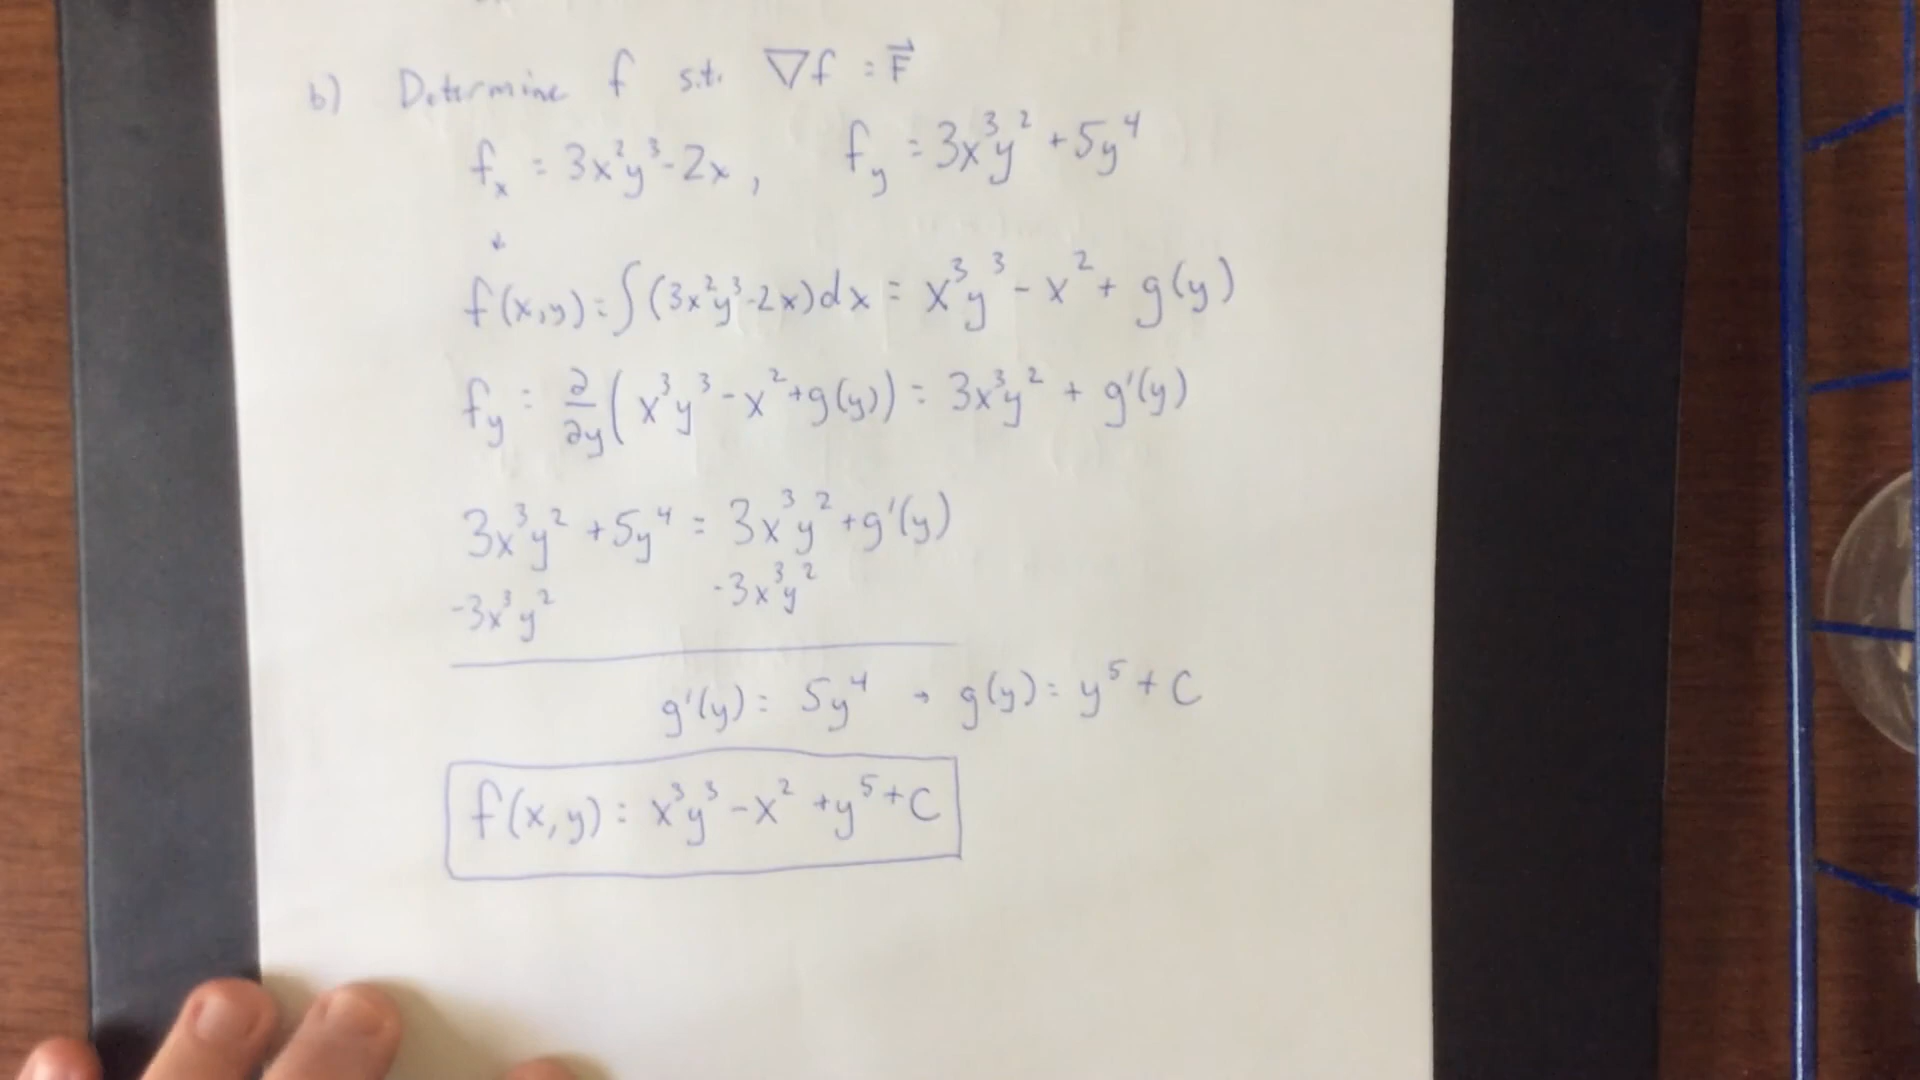 b) Determine f s.t. ∇f = F⃗
fₓ = 3x²y³-2x, f_y = 3x³y² + 5y⁴
↓
f(x,y) = ∫(3x²y³-2x)dx = x³y³ - x² + g(y)
f_y = ∂/∂y (x³y³ - x² + g(y)) = 3x³y² + g'(y)
3x³y² + 5y⁴ = 3x³y² + g'(y)
-3x³y² -3x³y²
g'(y) = 5y⁴ → g(y) = y⁵ + C
f(x,y) = x³y³ - x² + y⁵ + C